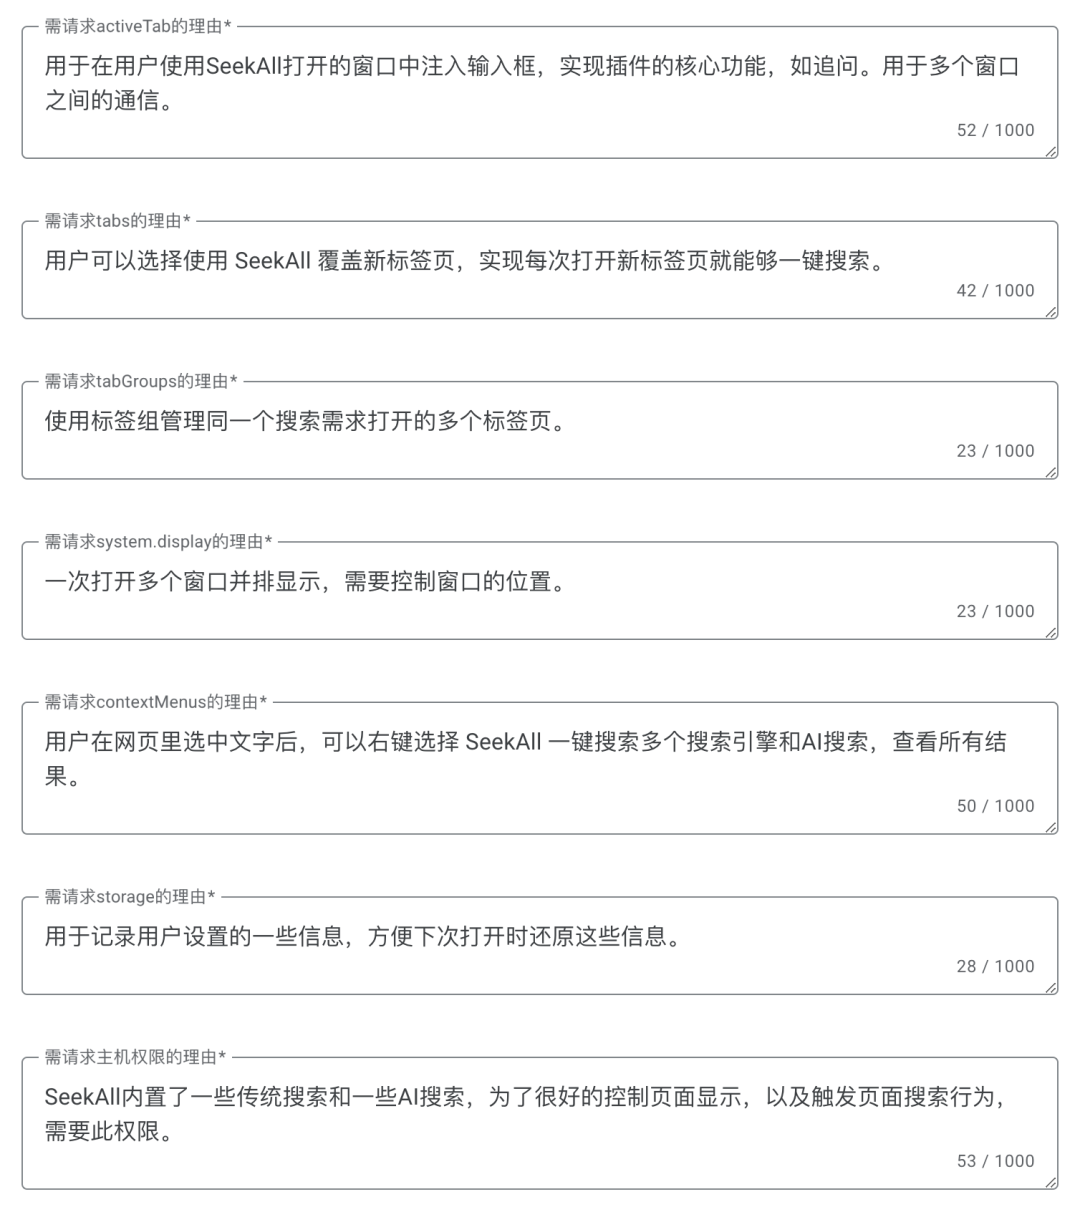 需请求activeTab的理由*
用于在用户使用SeekAll打开的窗口中注入输入框，实现插件的核心功能，如追问。用于多个窗口
之间的通信。
52 / 1000
需请求tabs的理由*
用户可以选择使用 SeekAll 覆盖新标签页，实现每次打开新标签页就能够一键搜索。
42 / 1000
需请求tabGroups的理由*
使用标签组管理同一个搜索需求打开的多个标签页。
23 / 1000
需请求system.display的理由*
一次打开多个窗口并排显示，需要控制窗口的位置。
23 / 1000
需请求contextMenus的理由*
用户在网页里选中文字后，可以右键选择 SeekAll 一键搜索多个搜索引擎和AI搜索，查看所有结
果。
50 / 1000
需请求storage的理由*
用于记录用户设置的一些信息，方便下次打开时还原这些信息。
28 / 1000
需请求主机权限的理由*
SeekAll内置了一些传统搜索和一些AI搜索，为了很好的控制页面显示，以及触发页面搜索行为，
需要此权限。
53 / 1000